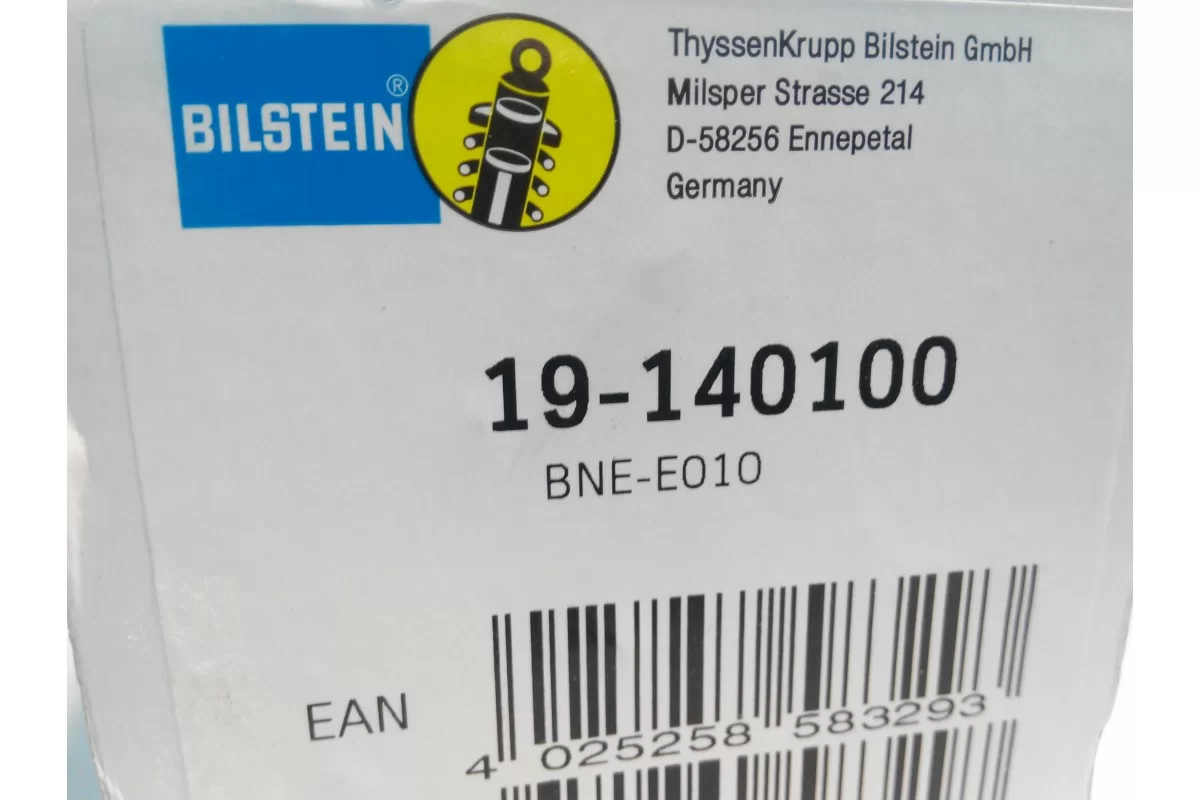 BILSTEIN®
ThyssenKrupp Bilstein GmbH
Milsper Strasse 214
D-58256 Ennepetal
Germany
19-140100
BNE-E010
EAN
4 025258 583293